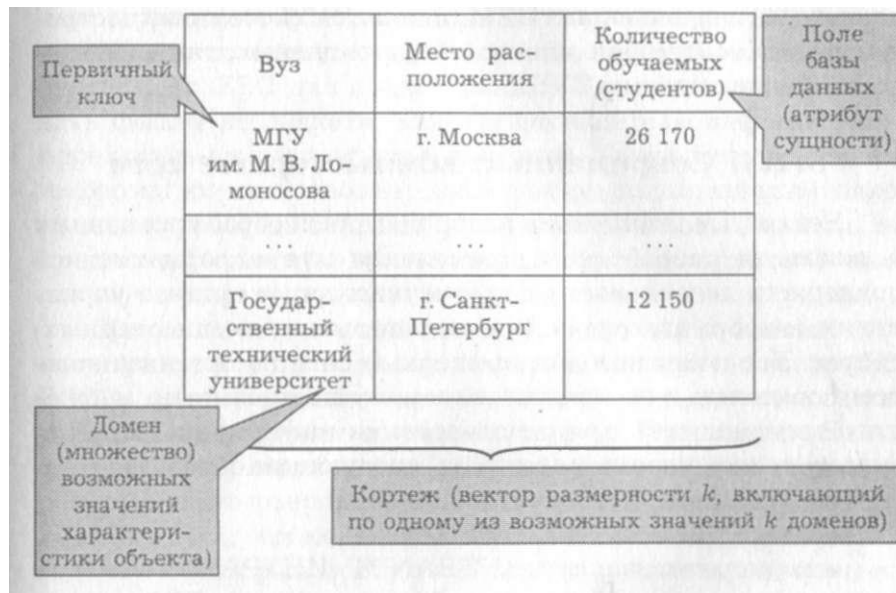 Первичный
ключ
Вуз
Место рас-
положения
Количество
обучаемых
(студентов)
Поле
базы
данных
(атрибут
сущности)
МГУ
им. М. В. Ло-
моносова
г. Москва
26 170
...
...
...
Государ-
ственный
технический
университет
г. Санкт-
Петербург
12 150
Домен
(множество)
возможных
значений
характери-
стики объекта)
Кортеж (вектор размерности k, включающий
по одному из возможных значений k доменов)